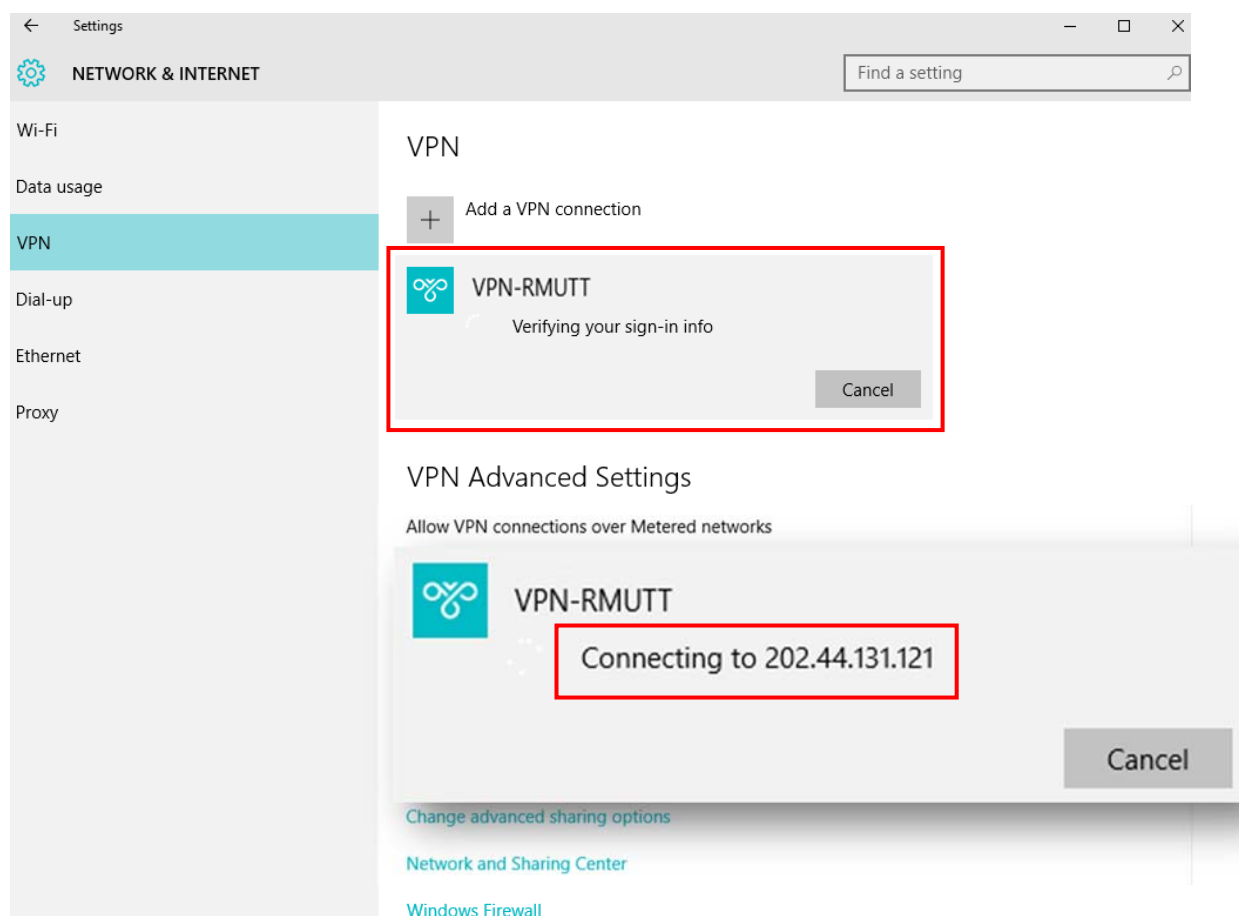 Settings
NETWORK & INTERNET
Find a setting
Wi-Fi
Data usage
VPN
Dial-up
Ethernet
Proxy
VPN
Add a VPN connection
VPN-RMUTT
Verifying your sign-in info
Cancel
VPN Advanced Settings
Allow VPN connections over Metered networks
VPN-RMUTT
Connecting to 202.44.131.121
Cancel
Change advanced sharing options
Network and Sharing Center
Windows Firewall